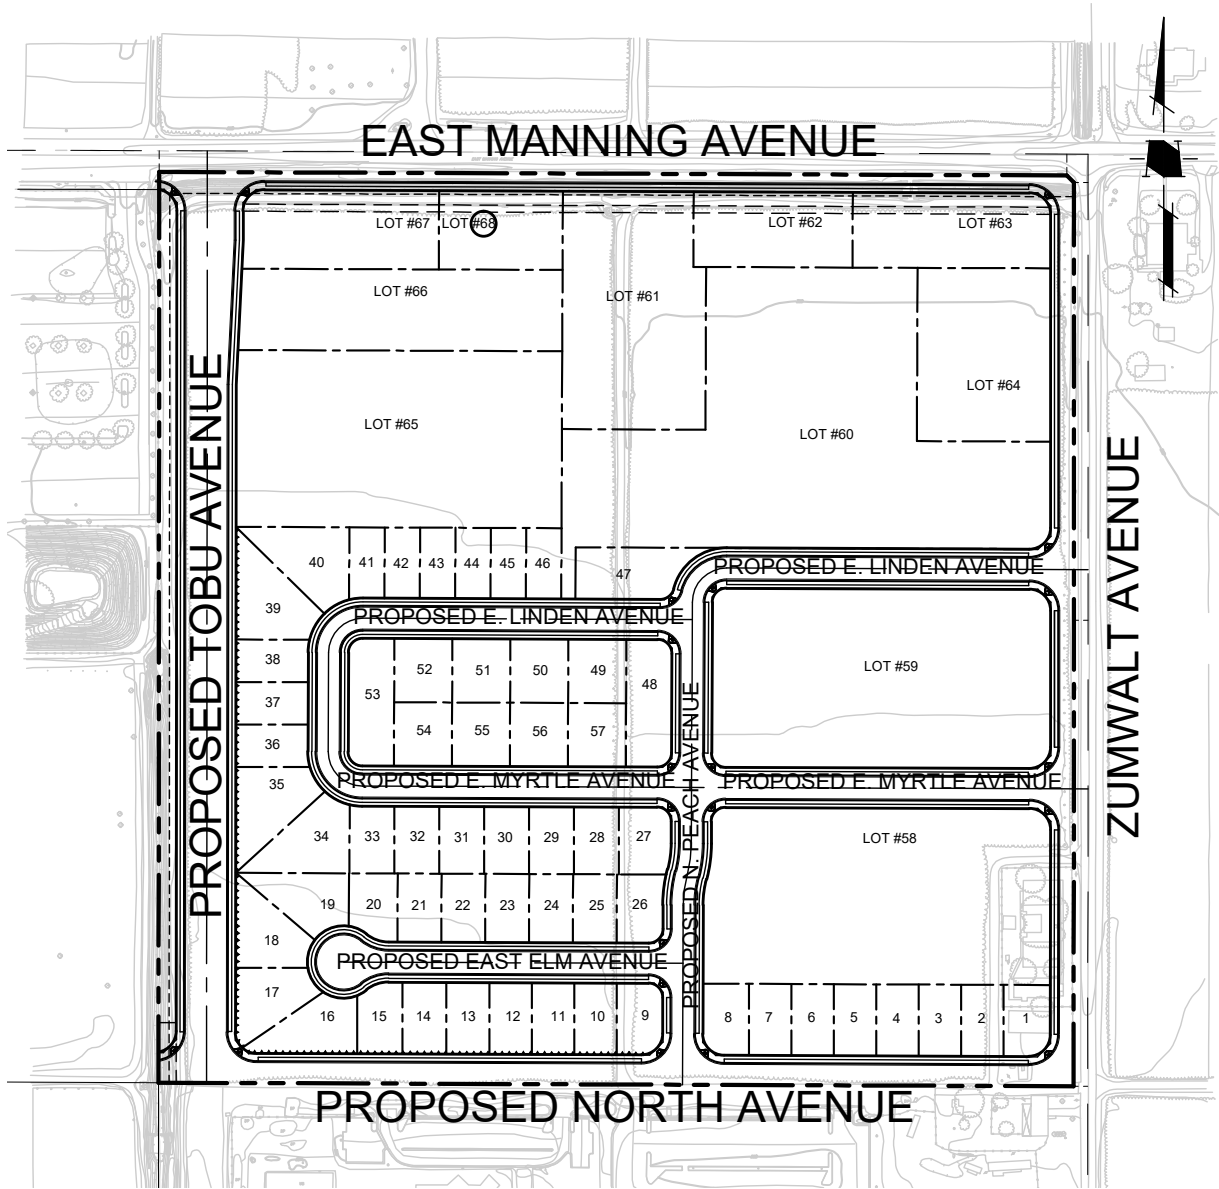 EAST MANNING AVENUE
LOT #67
LOT #68
LOT #62
LOT #63
LOT #66
LOT #61
LOT #64
LOT #65
LOT #60
PROPOSED TOBU AVENUE
ZUMWALT AVENUE
40
41
42
43
44
45
46
47
PROPOSED E. LINDEN AVENUE
39
PROPOSED E. LINDEN AVENUE
38
37
36
35
53
52
51
50
49
48
54
55
56
57
LOT #59
PROPOSED N. PEACH AVENUE
PROPOSED E. MYRTLE AVENUE
PROPOSED E. MYRTLE AVENUE
34
33
32
31
30
29
28
27
LOT #58
19
20
21
22
23
24
25
26
18
PROPOSED EAST ELM AVENUE
17
16
15
14
13
12
11
10
9
8
7
6
5
4
3
2
1
PROPOSED NORTH AVENUE